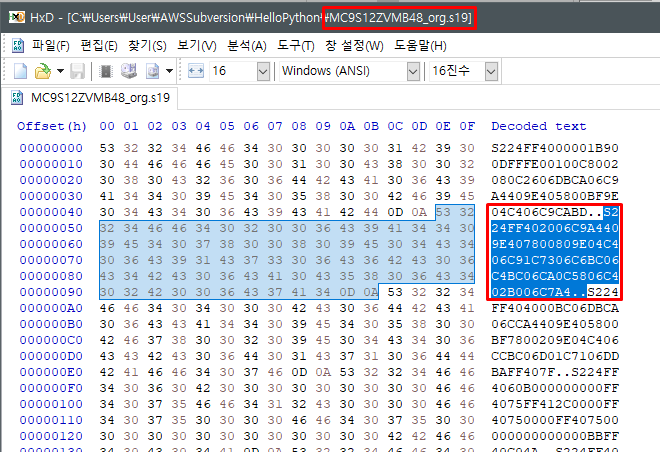 HxD - [C:₩Users₩User₩AWSSubversion₩HelloPython₩MC9S12ZVMB48_org.s19]
파일(F) 편집(E) 찾기(S) 보기(V) 분석(A) 도구(T) 창 설정(W) 도움말(H)
16 Windows (ANSI) 16진수
MC9S12ZVMB48_org.s19
Offset(h) 00 01 02 03 04 05 06 07 08 09 0A 0B 0C 0D 0E 0F Decoded text
00000000 53 32 32 34 46 46 34 30 30 30 30 30 31 42 39 30 S224FF4000001B90
00000010 30 44 46 46 46 45 30 30 31 30 30 43 38 30 30 32 0DFFFE00100C8002
00000020 30 38 30 43 32 36 30 36 44 42 43 41 30 36 43 39 080C2606DBCA06C9
00000030 41 34 34 30 39 45 34 30 35 38 30 30 42 46 39 45 A4409E405800BF9E
00000040 30 34 43 34 30 36 43 39 43 41 42 44 0D 0A 53 32 04C406C9CABD..S2
00000050 32 34 46 46 34 30 32 30 30 36 43 39 41 34 34 30 24FF402006C9A440
00000060 39 45 34 30 37 38 30 30 38 30 39 45 30 34 43 34 9E407800809E04C4
00000070 30 36 43 39 31 43 37 33 30 36 43 36 42 43 30 36 06C91C7306C6BC06
00000080 43 34 42 43 30 36 43 41 30 43 35 38 30 36 43 34 C4BC06CA0C5806C4
00000090 30 32 42 30 30 36 43 37 41 34 0D 0A 53 32 32 34 02B006C7A4..S224
000000A0 46 46 34 30 34 30 30 30 42 43 30 36 44 42 43 41 FF404000BC06DBCA
000000B0 30 36 43 43 41 34 34 30 39 45 34 30 35 38 30 30 06CCA4409E405800
000000C0 42 46 37 38 30 30 32 30 39 45 30 34 43 34 30 36 BF7800209E04C406
000000D0 43 43 42 43 30 36 44 30 31 43 37 31 30 36 44 44 CCBC06D01C7106DD
000000E0 42 41 46 46 34 30 37 46 0D 0A 53 32 32 34 46 46 BAFF407F..S224FF
000000F0 34 30 36 30 42 30 30 30 30 30 30 30 30 30 46 46 4060B000000000FF
00000100 34 30 37 35 46 46 34 31 32 43 30 30 30 30 46 46 4075FF412C0000FF
00000110 34 30 37 35 30 30 30 30 46 46 34 30 37 35 30 30 40750000FF407500
00000120 30 30 30 30 30 30 30 30 30 30 30 30 42 42 46 46 000000000000BBFF
00000130